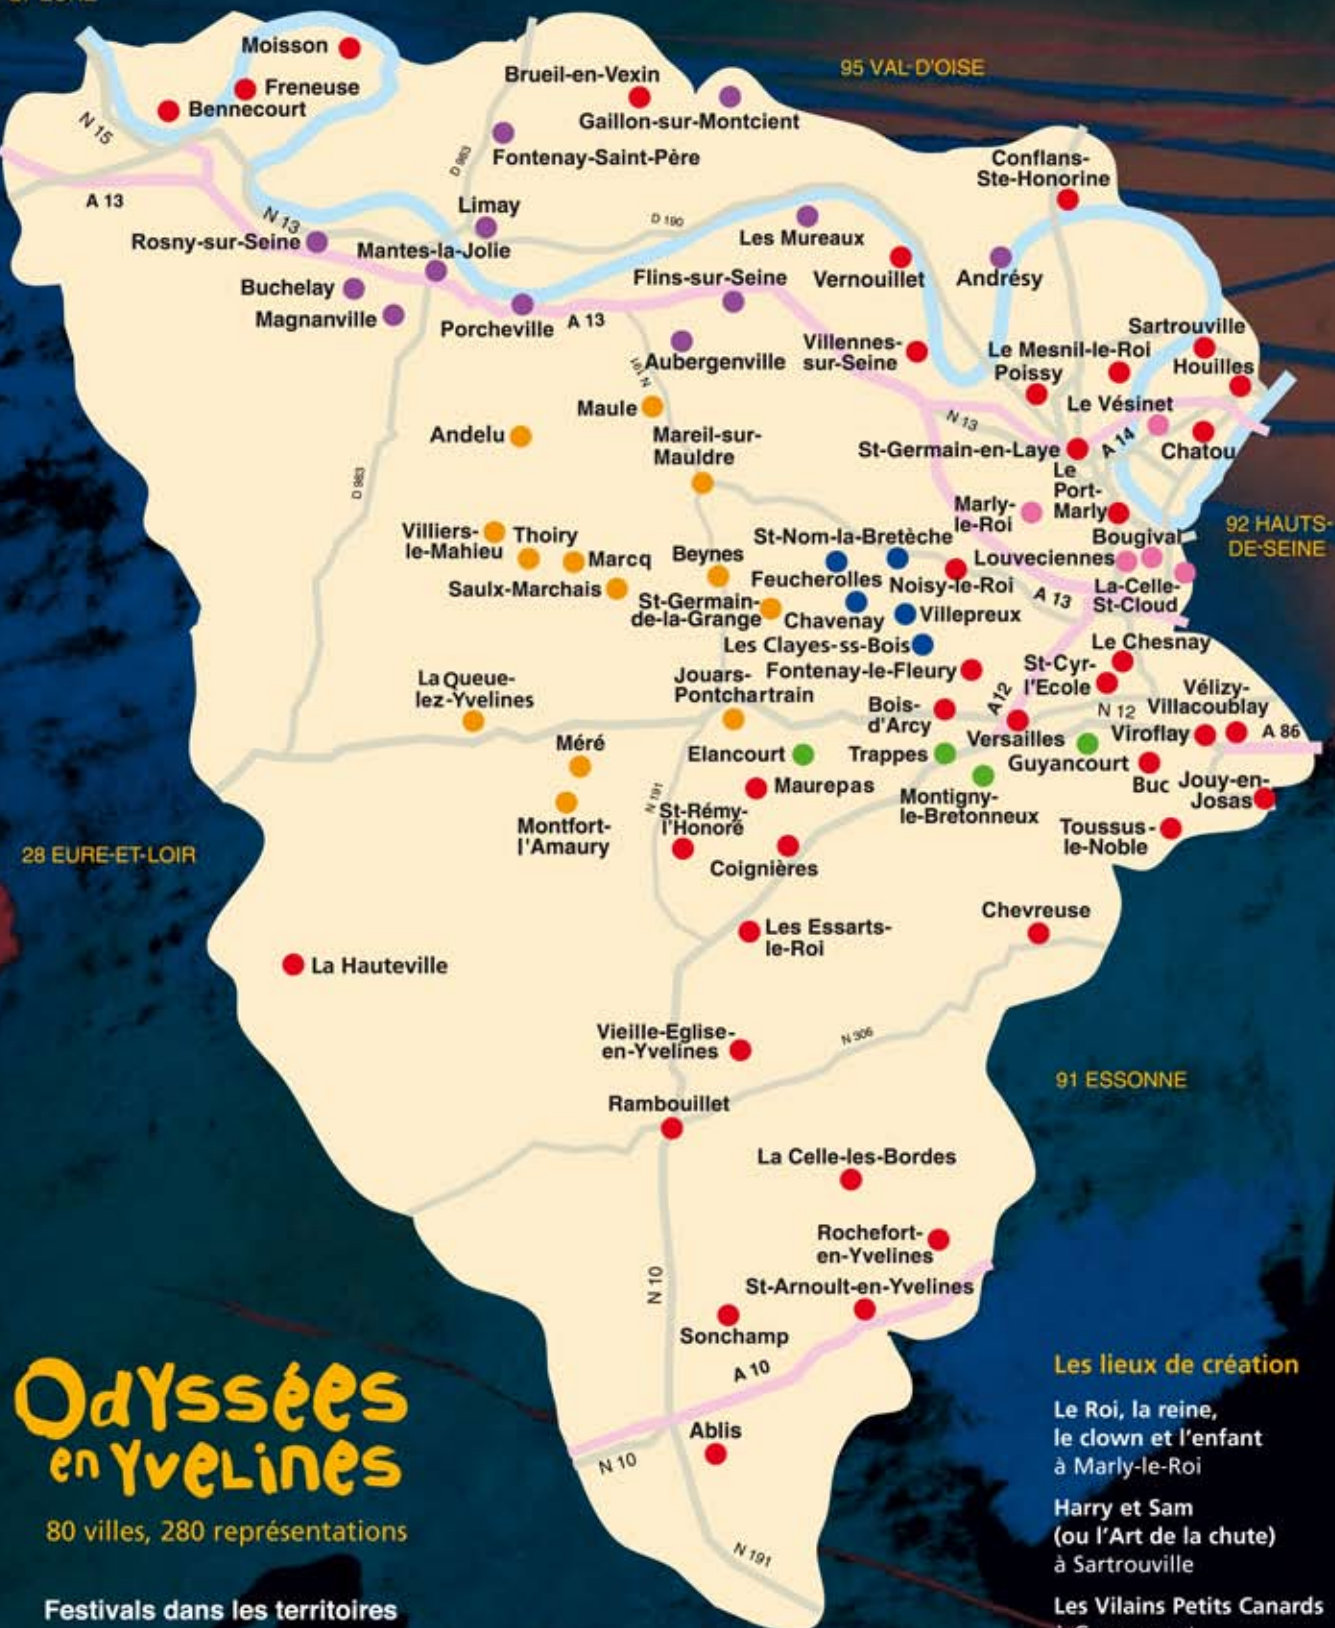 Moisson
Freneuse
Bennecourt
N 15
A 13
Brueil-en-Vexin
Gaillon-sur-Montcient
Fontenay-Saint-Père
D 983
95 VAL-D'OISE
Conflans-
Ste-Honorine
Limay
D 190
N 13
Rosny-sur-Seine
Mantes-la-Jolie
Les Mureaux
Buchelay
Flins-sur-Seine
Vernouillet
Andrésy
Magnanville
Porcheville
A 13
Sartrouville
Villennes-
sur-Seine
Le Mesnil-le-Roi
Houilles
Aubergenville
Poissy
N 191
Maule
Le Vésinet
N 13
Andelu
Mareil-sur-
Mauldre
St-Germain-en-Laye
A 14
Chatou
D 983
Le
Port-
Marly
Marly-
le-Roi
92 HAUTS-
DE-SEINE
Villiers-
le-Mahieu
Thoiry
Marcq
Beynes
St-Nom-la-Bretèche
Bougival
Louveciennes
Saulx-Marchais
Feucherolles
Noisy-le-Roi
La-Celle-
St-Cloud
A 13
St-Germain-
de-la-Grange
Chavenay
Villepreux
Les Clayes-ss-Bois
Le Chesnay
La Queue-
lez-Yvelines
Jouars-
Pontchartrain
Fontenay-le-Fleury
St-Cyr-
l'Ecole
Vélizy-
Villacoublay
Bois-
d'Arcy
A12
N 12
Méré
Elancourt
Trappes
Versailles
Viroflay
A 86
Guyancourt
Maurepas
Buc
Jouy-en-
Josas
Montigny-
le-Bretonneux
N 191
St-Rémy-
l'Honoré
Montfort-
l'Amaury
Toussus-
le-Noble
Coignières
28 EURE-ET-LOIR
Chevreuse
Les Essarts-
le-Roi
La Hauteville
Vieille-Eglise-
en-Yvelines
N 306
91 ESSONNE
Rambouillet
La Celle-les-Bordes
Rochefort-
en-Yvelines
N 10
St-Arnoult-en-Yvelines
Sonchamp
A 10
Ablis
N 10
N 191
Odyssées
en Yvelines
80 villes, 280 représentations
Festivals dans les territoires
Les lieux de création
Le Roi, la reine,
le clown et l'enfant
à Marly-le-Roi
Harry et Sam
(ou l'Art de la chute)
à Sartrouville
Les Vilains Petits Canards